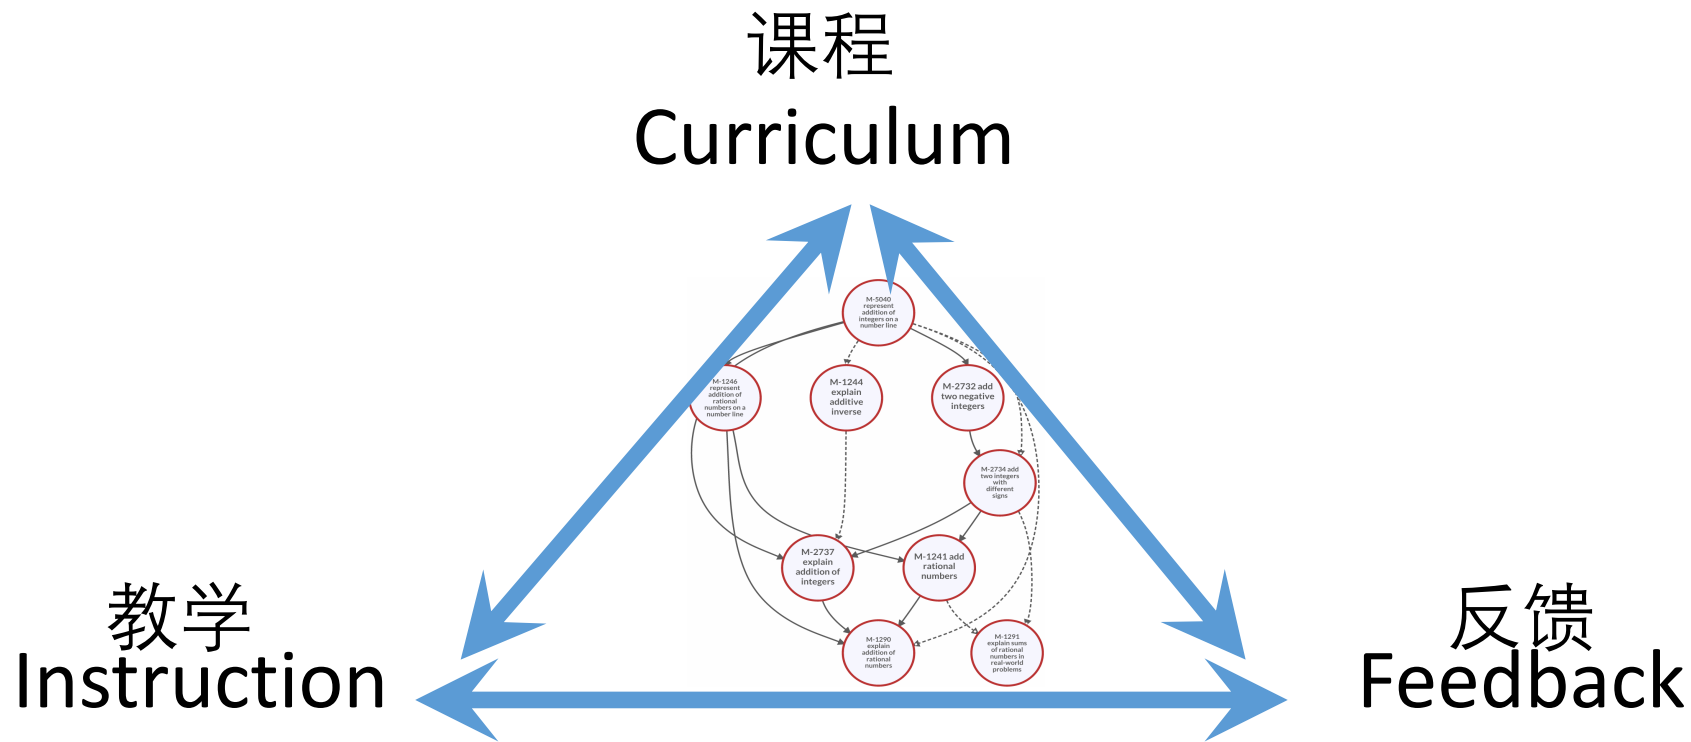 课程
Curriculum
M-5040
represent
addition of
integers on a
number line
M-1246
represent
addition of
rational
numbers on a
number line
M-1244
explain
additive
inverse
M-2732 add
two negative
integers
M-2734 add
two integers
with
different
signs
M-2737
explain
addition of
integers
M-1241 add
rational
numbers
M-1290
explain
addition of
rational
numbers
M-1291
explain sums
of rational
numbers in
real-world
problems
教学
Instruction
反馈
Feedback